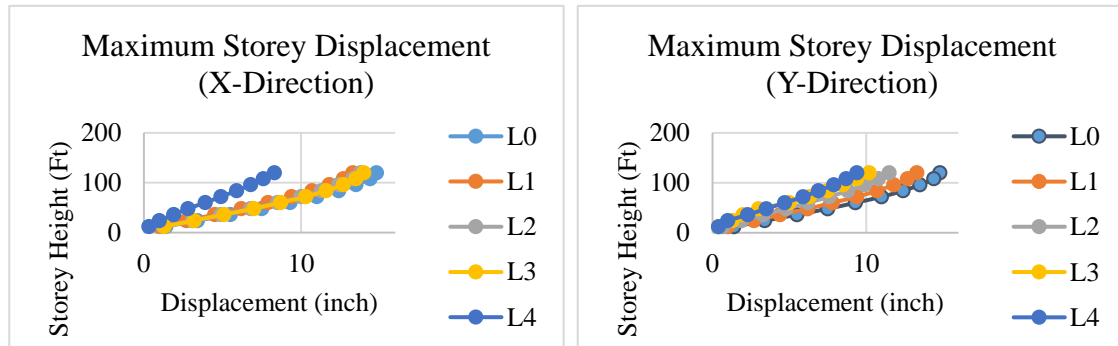 Maximum Storey Displacement
(X-Direction)
Storey Height (Ft)
200
100
0
0
10
Displacement (inch)
L0
L1
L2
L3
L4
Maximum Storey Displacement
(Y-Direction)
Storey Height (Ft)
200
100
0
0
10
Displacement (inch)
L0
L1
L2
L3
L4